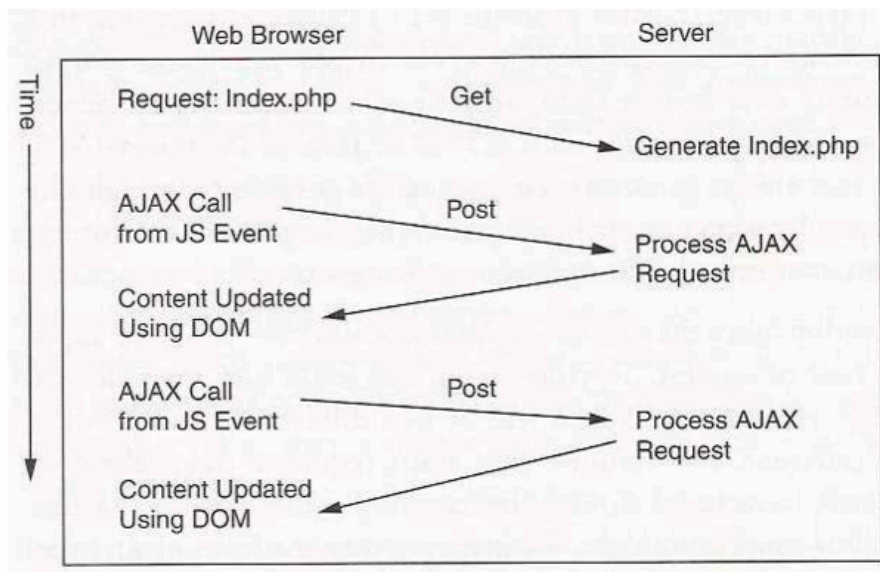 Web Browser Server
Time
Request: Index.php Get
Generate Index.php
AJAX Call Post
from JS Event
Process AJAX
Request
Content Updated
Using DOM
AJAX Call Post
from JS Event
Process AJAX
Request
Content Updated
Using DOM